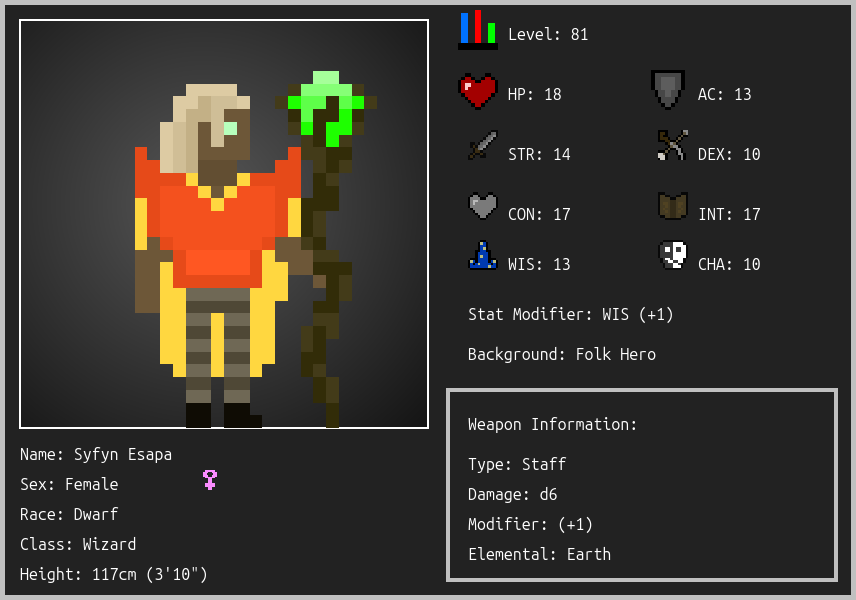 Level: 81
HP: 18
AC: 13
STR: 14
DEX: 10
CON: 17
INT: 17
WIS: 13
CHA: 10
Stat Modifier: WIS (+1)
Background: Folk Hero
Weapon Information:
Type: Staff
Damage: d6
Modifier: (+1)
Elemental: Earth
Name: Syfyn Esapa
Sex: Female
Race: Dwarf
Class: Wizard
Height: 117cm (3'10")